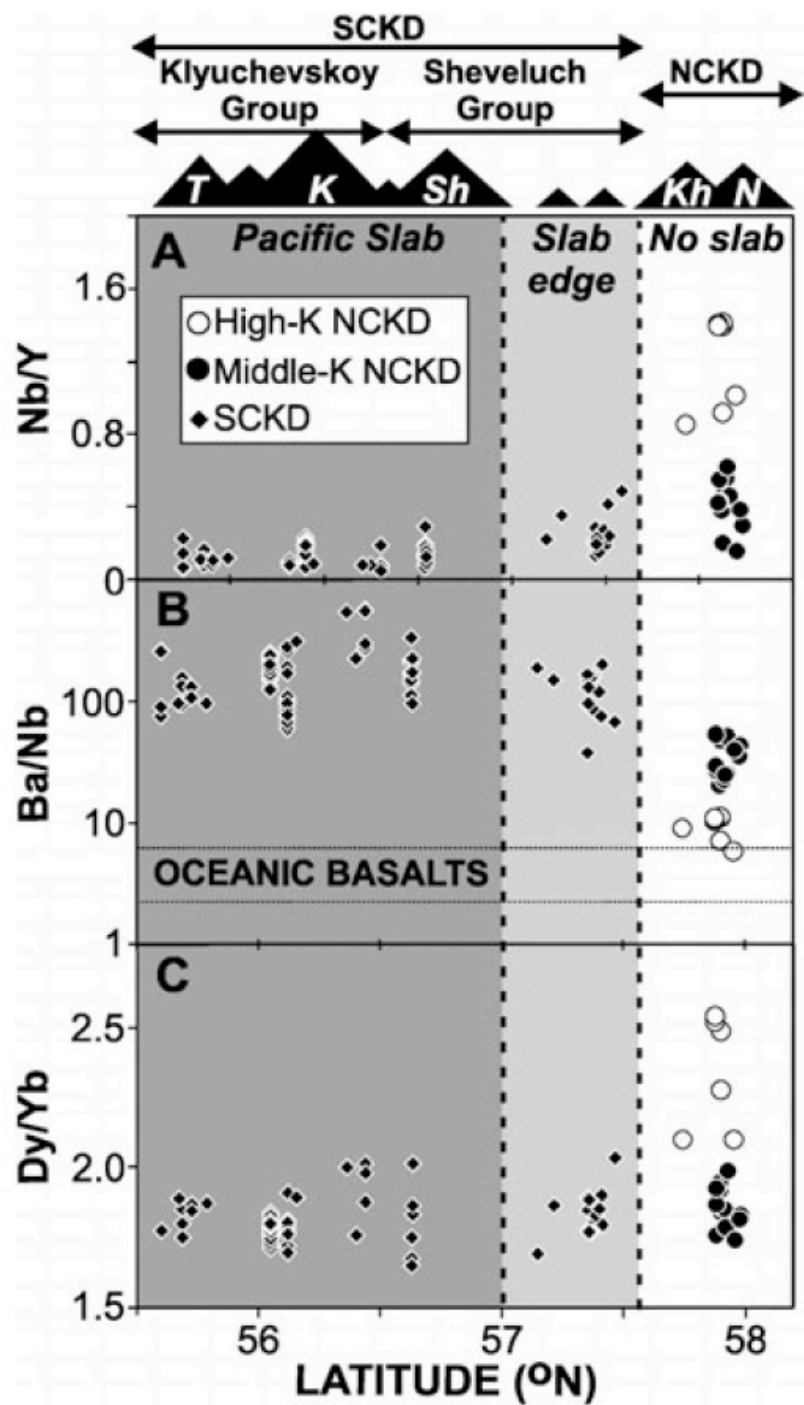 SCKD
Klyuchevskoy Group
Sheveluch Group
NCKD
T
K
Sh
Kh
N
A
Pacific Slab
Slab edge
No slab
High-K NCKD
Middle-K NCKD
SCKD
Nb/Y
1.6
0.8
0
B
Ba/Nb
100
10
OCEANIC BASALTS
1
C
Dy/Yb
2.5
2.0
1.5
56
57
58
LATITUDE (ºN)